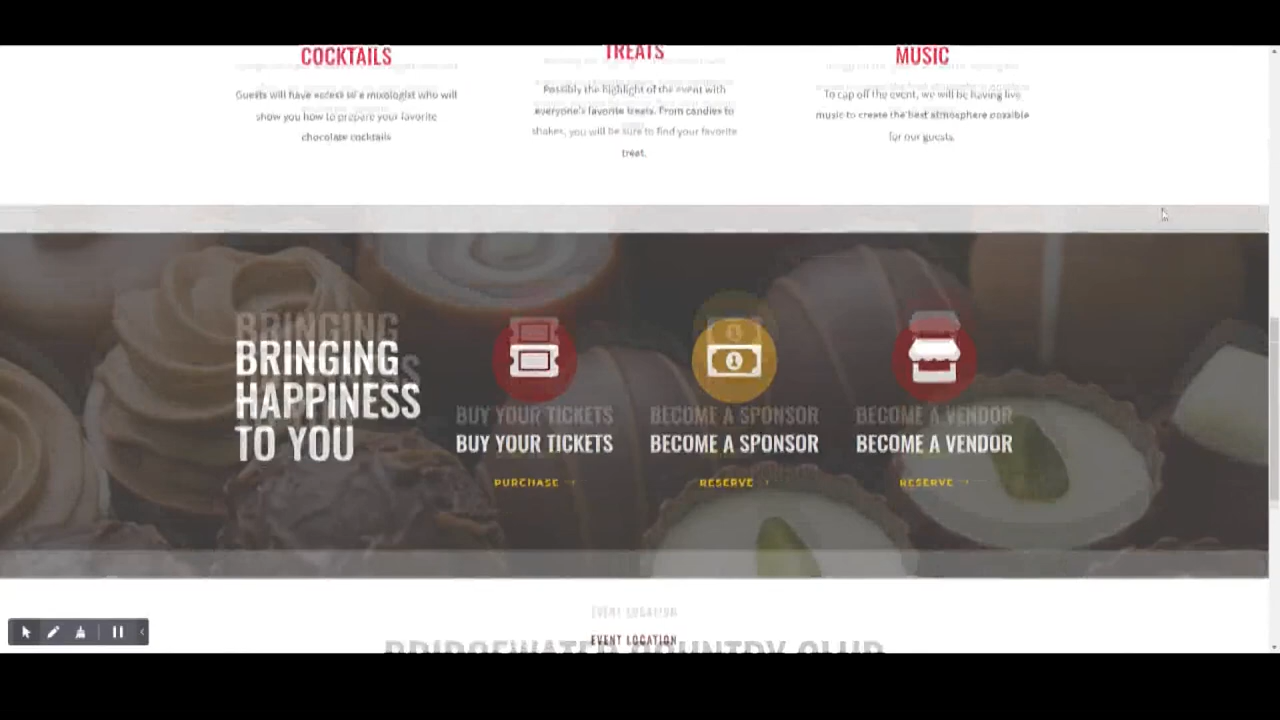 COCKTAILS
TREATS
MUSIC
Guests will have access to a mixologist who will
show you how to prepare your favorite
chocolate cocktails
Possibly the highlight of the event with
everyone's favorite treats. From candies to
shakes, you will be sure to find your favorite
treat.
To cap off the event, we will be having live
music to create the best atmosphere possible
for our guests.
BRINGING
HAPPINESS
TO YOU
BUY YOUR TICKETS
PURCHASE →
BECOME A SPONSOR
RESERVE →
BECOME A VENDOR
RESERVE →
EVENT LOCATION
BRIDGEWATER COUNTRY CLUB